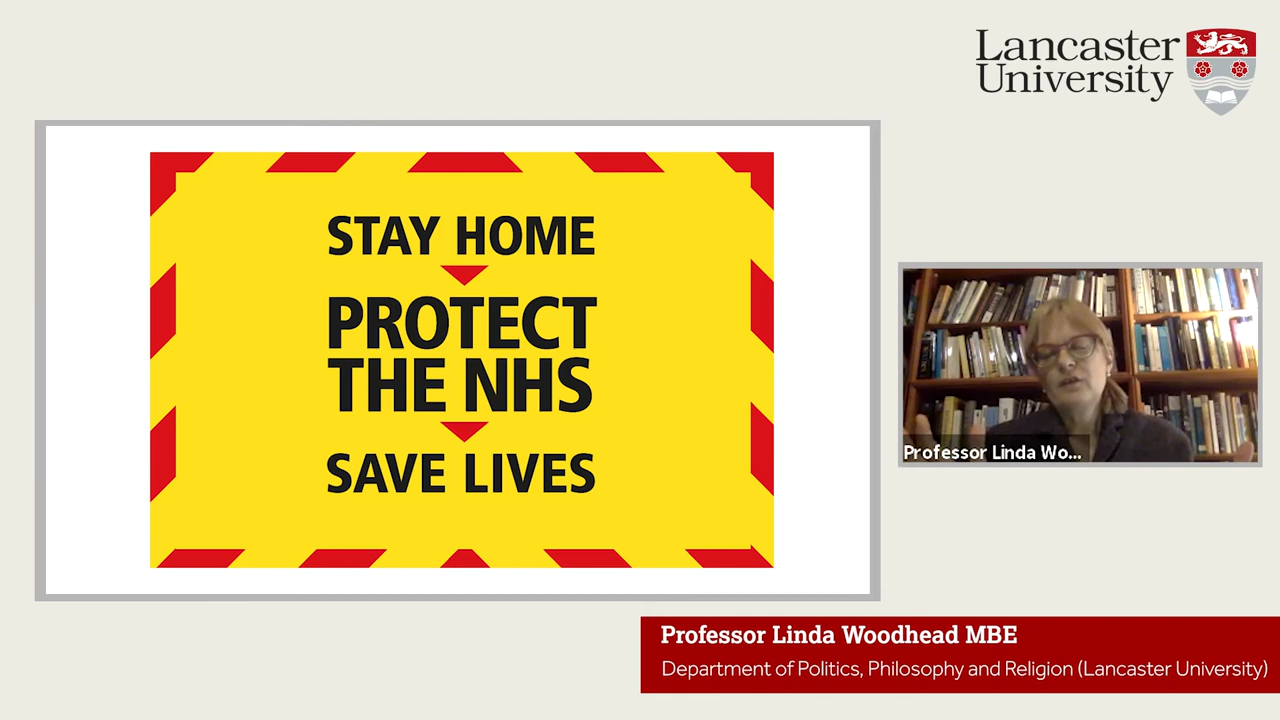 Lancaster
University
STAY HOME
PROTECT
THE NHS
SAVE LIVES
Professor Linda Wo...
Professor Linda Woodhead MBE
Department of Politics, Philosophy and Religion (Lancaster University)